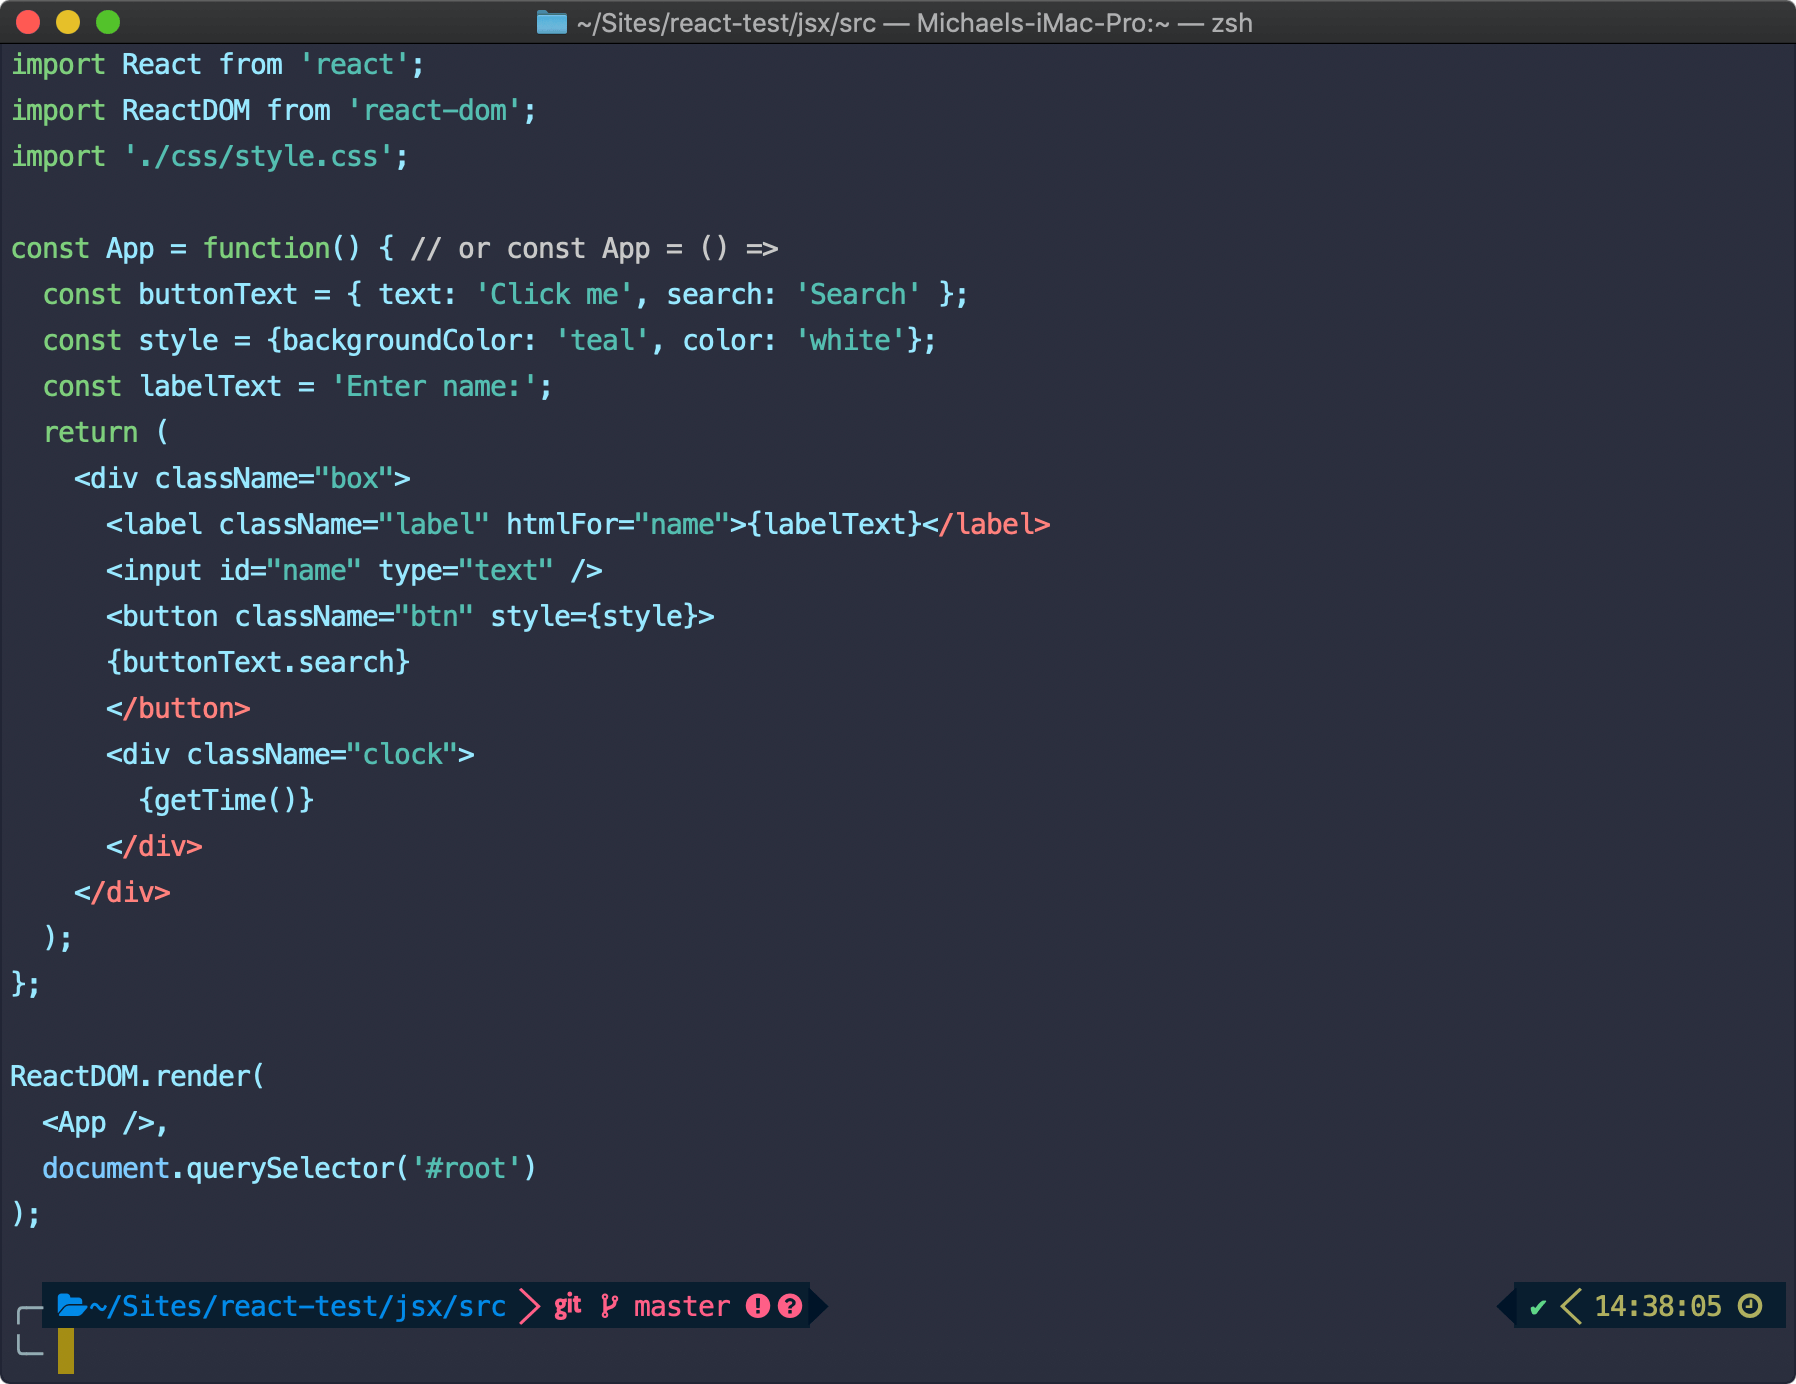 ~/Sites/react-test/jsx/src — Michaels-iMac-Pro:~ — zsh
import React from 'react';
import ReactDOM from 'react-dom';
import './css/style.css';
const App = function() { // or const App = () =>
  const buttonText = { text: 'Click me', search: 'Search' };
  const style = {backgroundColor: 'teal', color: 'white'};
  const labelText = 'Enter name:';
  return (
    <div className="box">
      <label className="label" htmlFor="name">{labelText}</label>
      <input id="name" type="text" />
      <button className="btn" style={style}>
      {buttonText.search}
      </button>
      <div className="clock">
        {getTime()}
      </div>
    </div>
  );
};
ReactDOM.render(
  <App />,
  document.querySelector('#root')
);
~/Sites/react-test/jsx/src git master ! ? ✔ 14:38:05